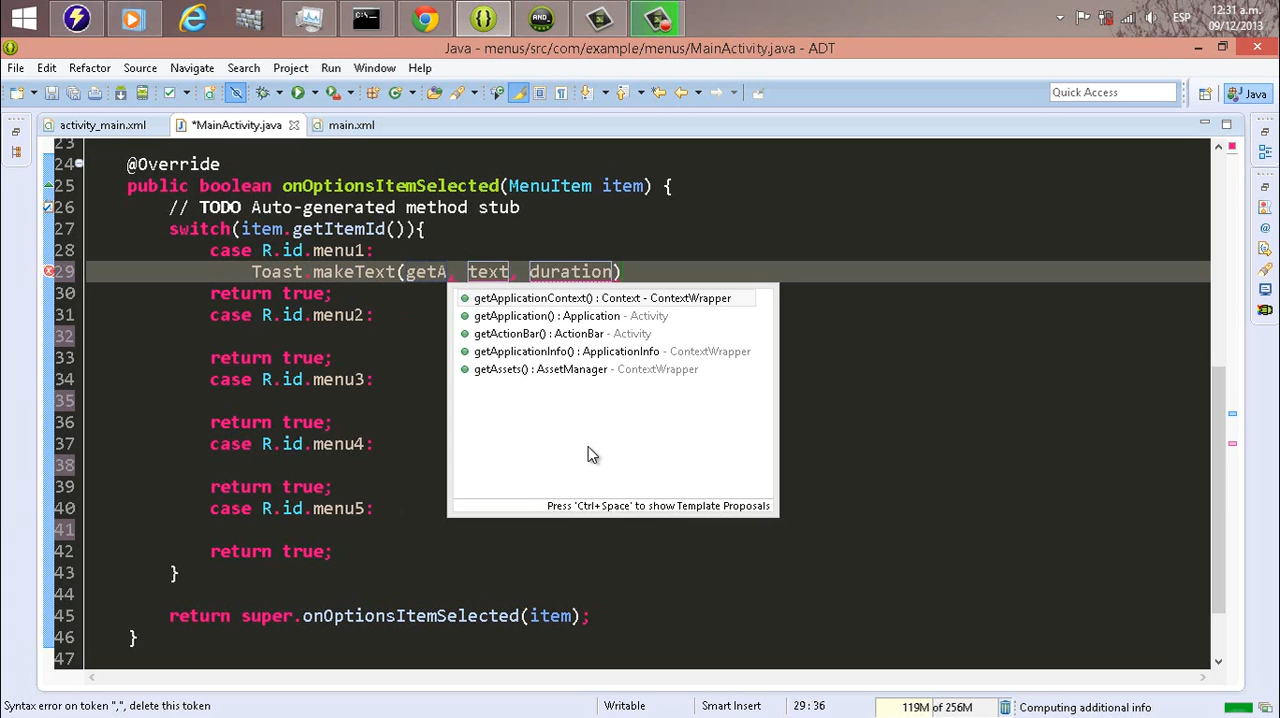 ESP
12:31 a.m.
09/12/2013
Java - menus/src/com/example/menus/MainActivity.java - ADT
File Edit Refactor Source Navigate Search Project Run Window Help
Quick Access
Java
activity_main.xml *MainActivity.java main.xml
23
24 @Override
25 public boolean onOptionsItemSelected(MenuItem item) {
26 // TODO Auto-generated method stub
27 switch(item.getItemId()){
28 case R.id.menu1:
29 Toast.makeText(getA, text, duration)
getApplicationContext() : Context - ContextWrapper
getApplication() : Application - Activity
getActionBar() : ActionBar - Activity
getApplicationInfo() : ApplicationInfo - ContextWrapper
getAssets() : AssetManager - ContextWrapper
Press 'Ctrl+Space' to show Template Proposals
30 return true;
31 case R.id.menu2:
32
33 return true;
34 case R.id.menu3:
35
36 return true;
37 case R.id.menu4:
38
39 return true;
40 case R.id.menu5:
41
42 return true;
43 }
44
45 return super.onOptionsItemSelected(item);
46 }
47
Syntax error on token ",", delete this token Writable Smart Insert 29 : 36 119M of 256M Computing additional info